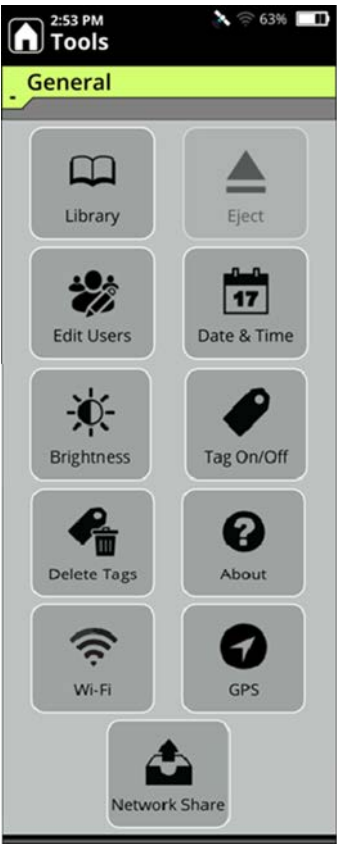 2:53 PM
63%
Tools
General
Library
Eject
17
Edit Users
Date & Time
Brightness
Tag On/Off
Delete Tags
?
About
Wi-Fi
GPS
Network Share